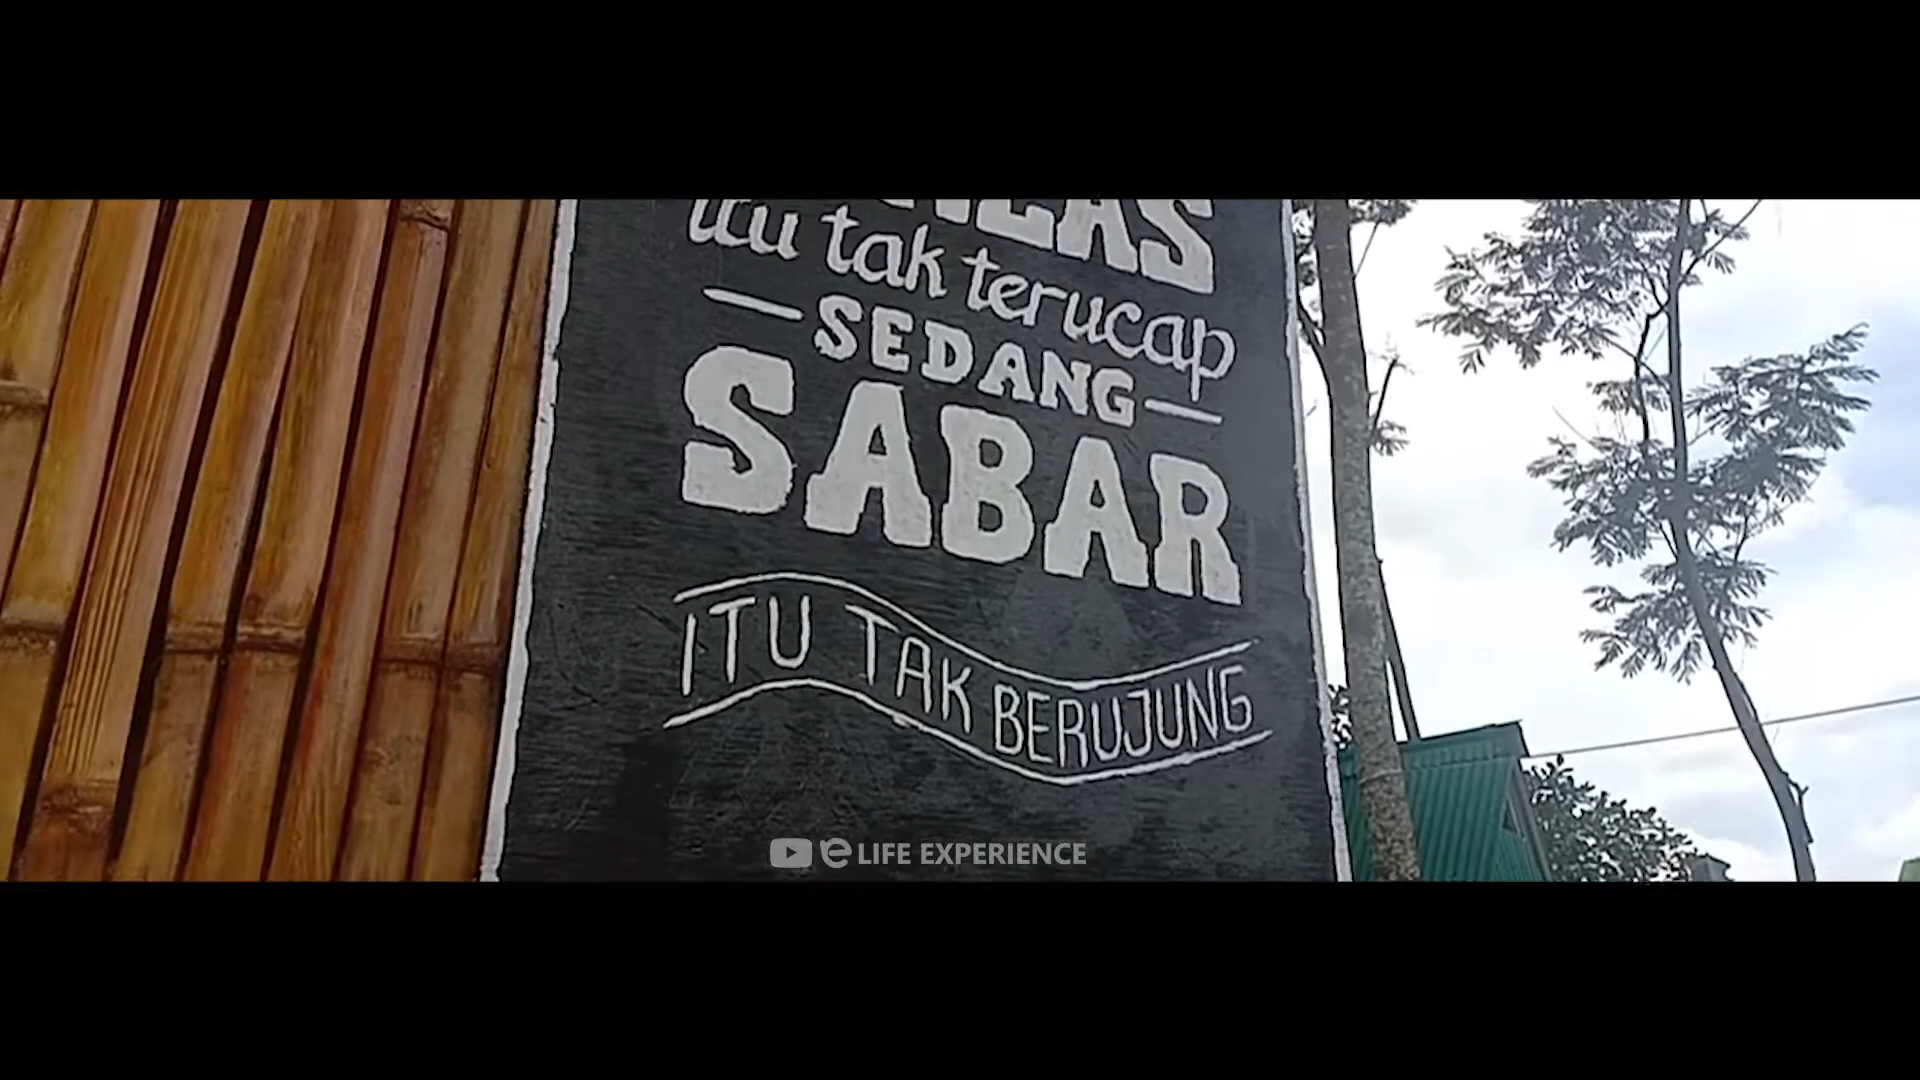 itu tak terucap
SEDANG
SABAR
ITU TAK BERUJUNG
LIFE EXPERIENCE